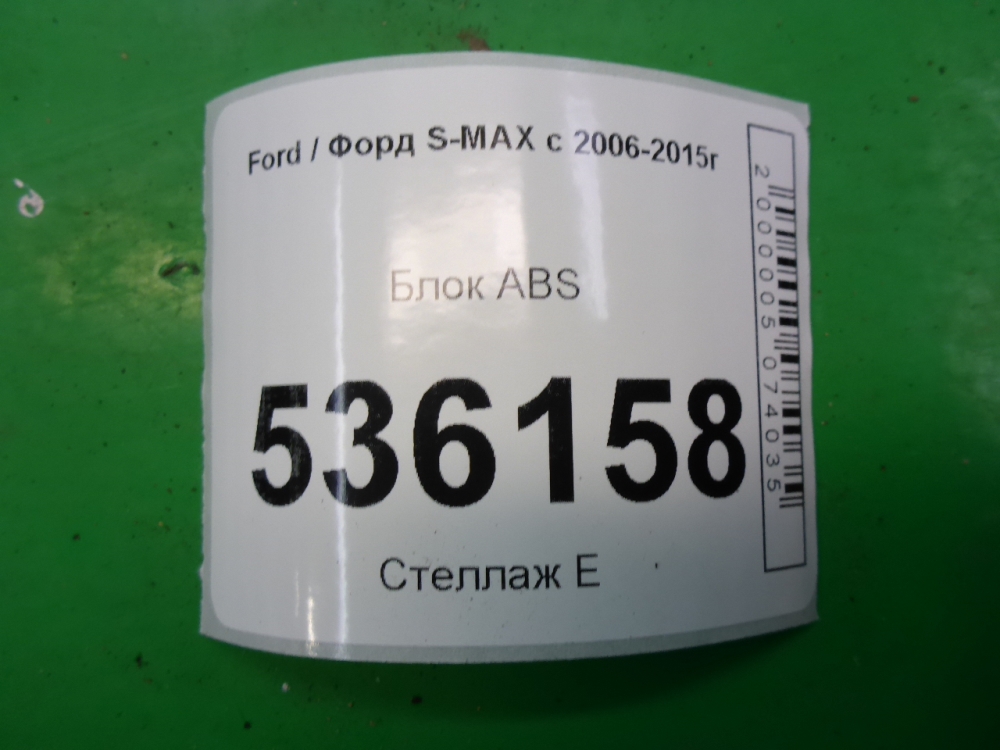 Ford / Форд S-MAX с 2006-2015г
Блок ABS
536158
Стеллаж Е
2000005074035